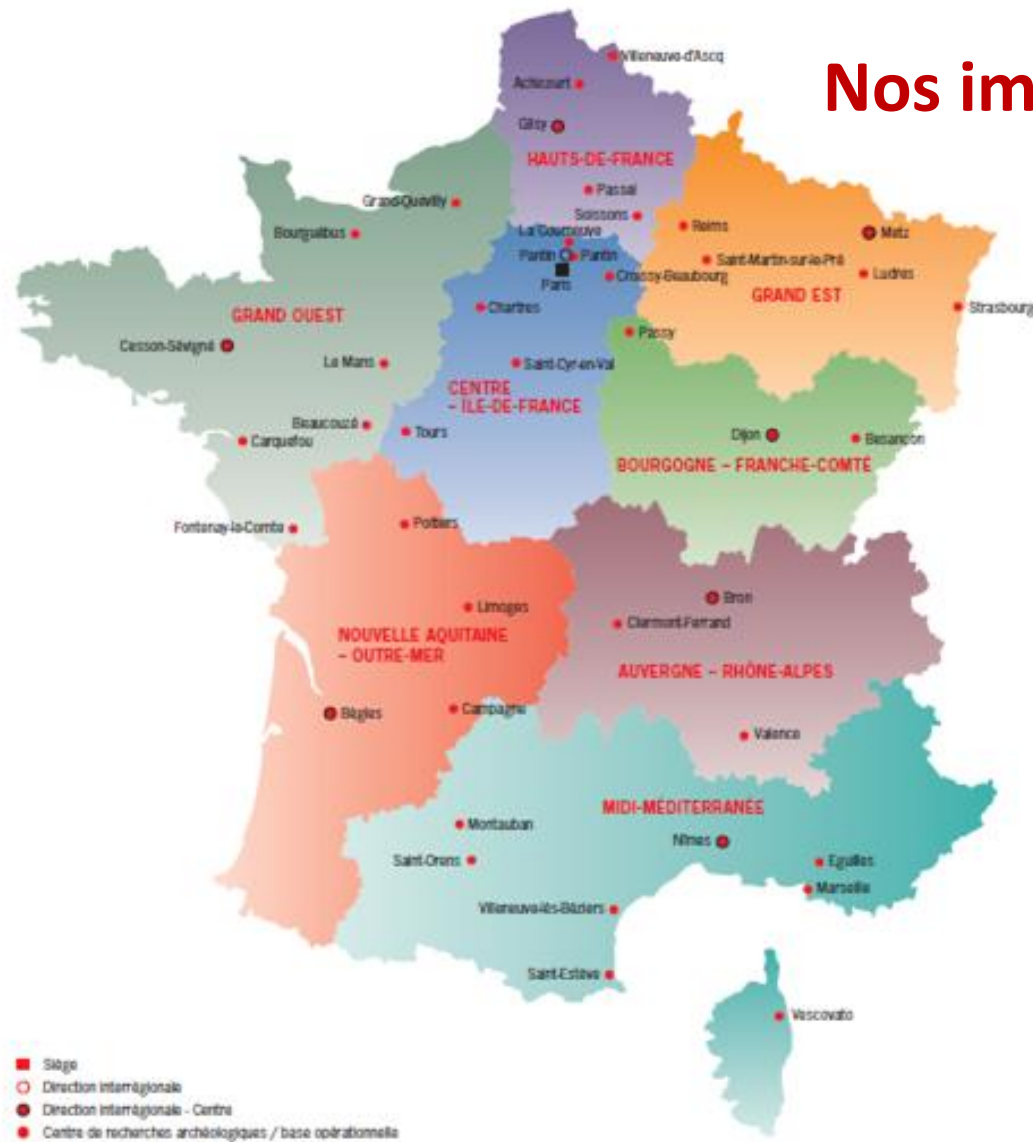 Nos im
Villeneuve-d'Ascq
Achicourt
Glisy
HAUTS-DE-FRANCE
Passel
Soissons
Grand-Quevilly
Bourguébus
La Courneuve
Pantin
Pantin
Paris
Croissy-Beaubourg
Reims
Metz
Saint-Martin-sur-le-Pré
Ludres
GRAND EST
Strasbourg
GRAND OUEST
Chartres
Passy
Cesson-Sévigné
Le Mans
Saint-Cyr-en-Val
CENTRE
– ILE-DE-FRANCE
Beaucouzé
Tours
Carquefou
Dijon
Besançon
BOURGOGNE – FRANCHE-COMTÉ
Fontenay-le-Comte
Poitiers
Limoges
Bron
Clermont-Ferrand
NOUVELLE AQUITAINE
– OUTRE-MER
AUVERGNE – RHÔNE-ALPES
Bègles
Campagne
Valence
MIDI-MÉDITERRANÉE
Montauban
Nîmes
Saint-Orens
Eguilles
Marseille
Villeneuve-lès-Béziers
Saint-Estève
Vescovato
Siège
Direction interrégionale
Direction interrégionale - Centre
Centre de recherches archéologiques / base opérationnelle